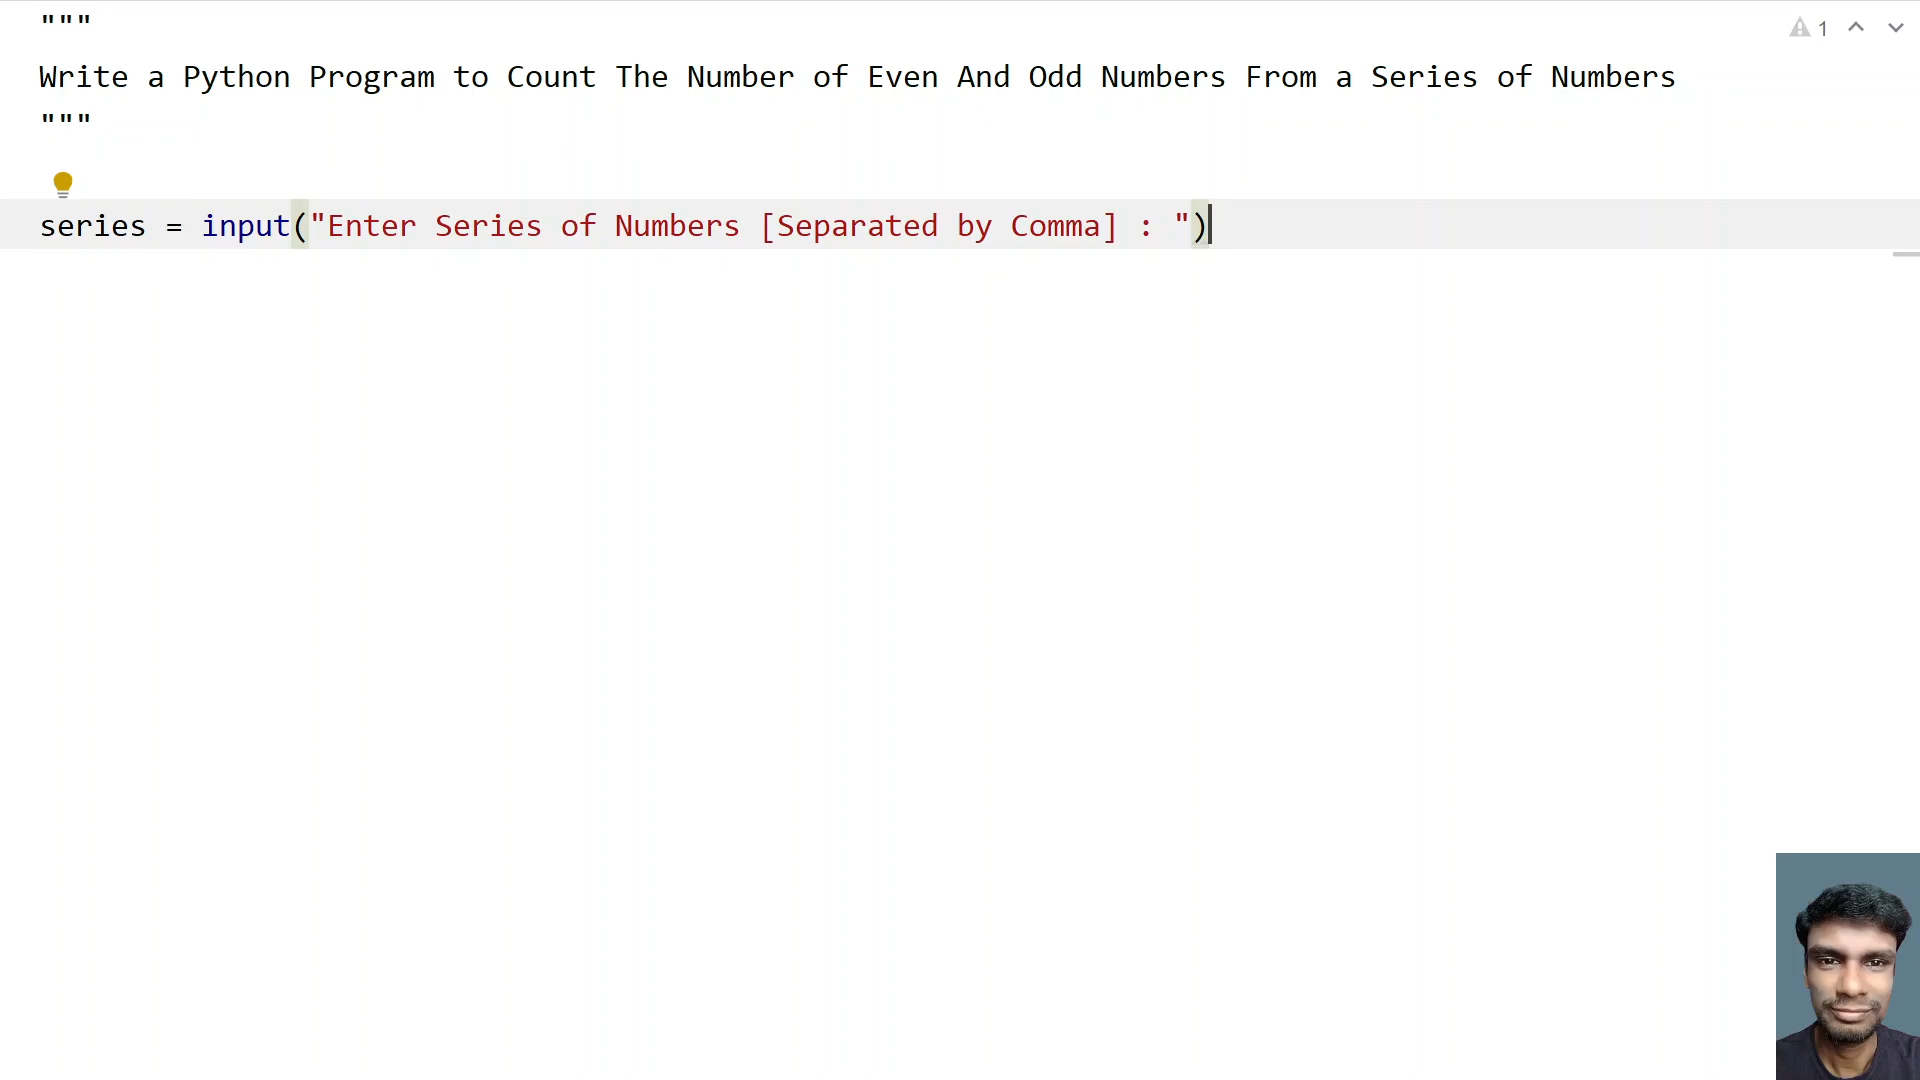 """
1
Write a Python Program to Count The Number of Even And Odd Numbers From a Series of Numbers
"""
series = input("Enter Series of Numbers [Separated by Comma] : ")